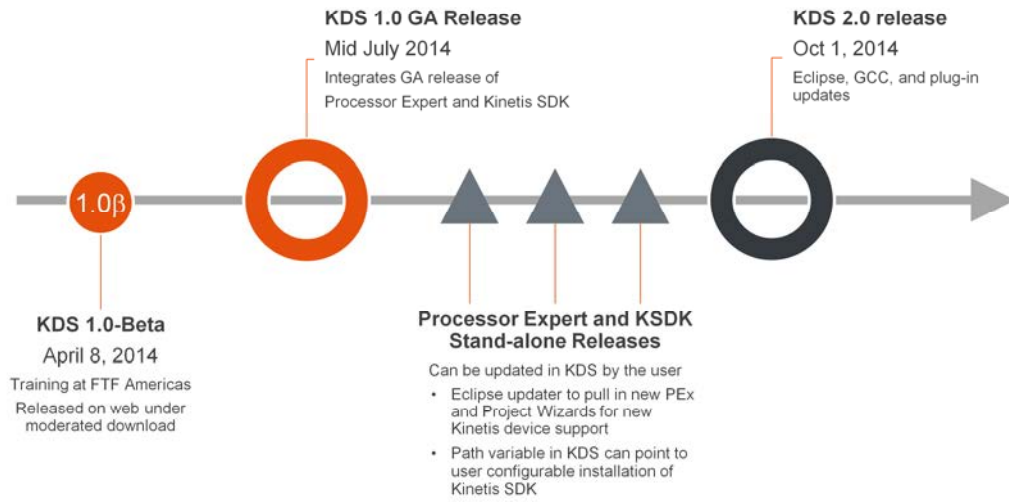 KDS 1.0 GA Release
Mid July 2014
Integrates GA release of
Processor Expert and Kinetis SDK
KDS 2.0 release
Oct 1, 2014
Eclipse, GCC, and plug-in
updates
1.0β
KDS 1.0-Beta
April 8, 2014
Training at FTF Americas
Released on web under
moderated download
Processor Expert and KSDK
Stand-alone Releases
Can be updated in KDS by the user
• Eclipse updater to pull in new PEx
and Project Wizards for new
Kinetis device support
• Path variable in KDS can point to
user configurable installation of
Kinetis SDK